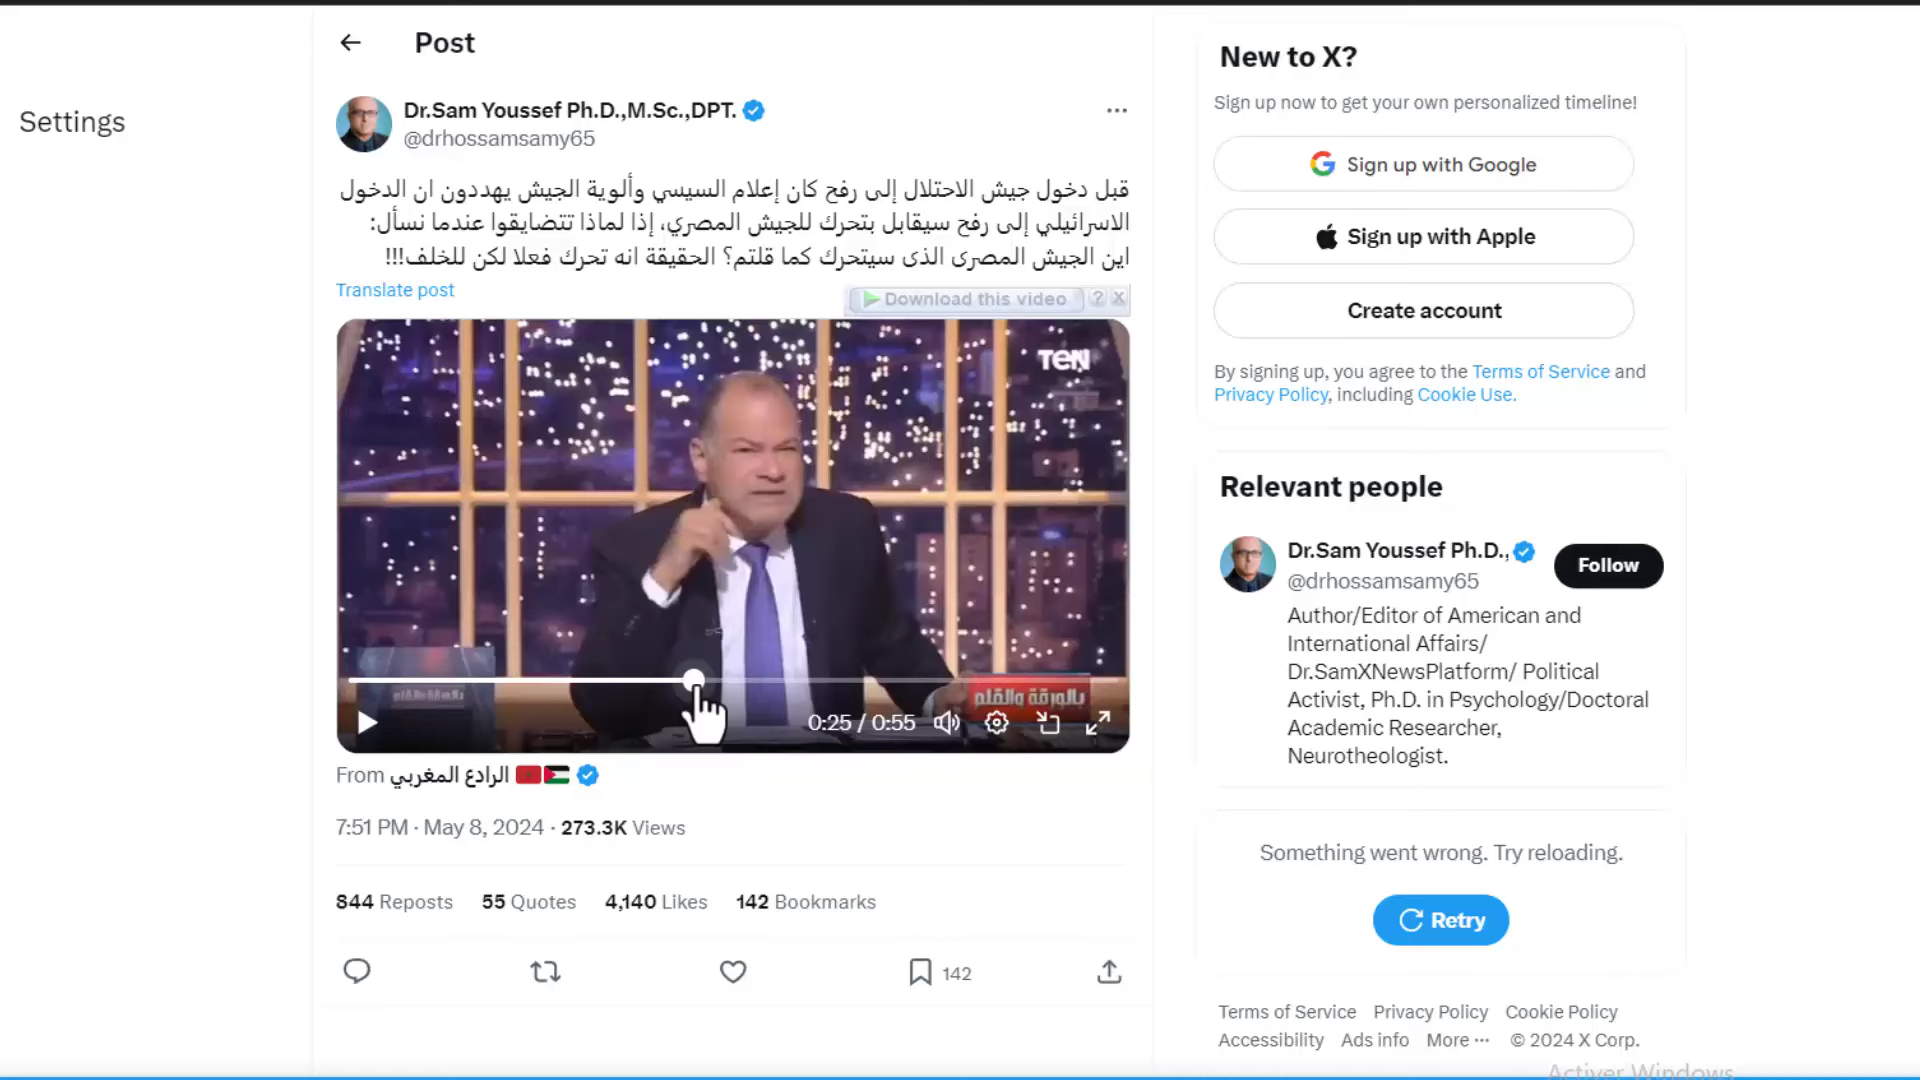 Post
Settings
Dr.Sam Youssef Ph.D.,M.Sc.,DPT.
@drhossamsamy65
قبل دخول جيش الاحتلال إلى رفح كان إعلام السيسي وألوية الجيش يهددون ان الدخول
الاسرائيلي إلى رفح سيقابل بتحرك للجيش المصري، إذا لماذا تتضايقوا عندما نسأل:
اين الجيش المصرى الذى سيتحرك كما قلتم؟ الحقيقة انه تحرك فعلا لكن للخلف!!!
Translate post
Download this video ? X
TeN
بالورقة والقلم
بالورقة والقلم
0:25 / 0:55
From الرادع المغربي
7:51 PM · May 8, 2024 · 273.3K Views
844 Reposts 55 Quotes 4,140 Likes 142 Bookmarks
142
New to X?
Sign up now to get your own personalized timeline!
Sign up with Google
Sign up with Apple
Create account
By signing up, you agree to the Terms of Service and
Privacy Policy, including Cookie Use.
Relevant people
Dr.Sam Youssef Ph.D.,
@drhossamsamy65
Follow
Author/Editor of American and
International Affairs/
Dr.SamXNewsPlatform/ Political
Activist, Ph.D. in Psychology/Doctoral
Academic Researcher,
Neurotheologist.
Something went wrong. Try reloading.
Retry
Terms of Service Privacy Policy Cookie Policy
Accessibility Ads info More ··· © 2024 X Corp.
Activer Windows